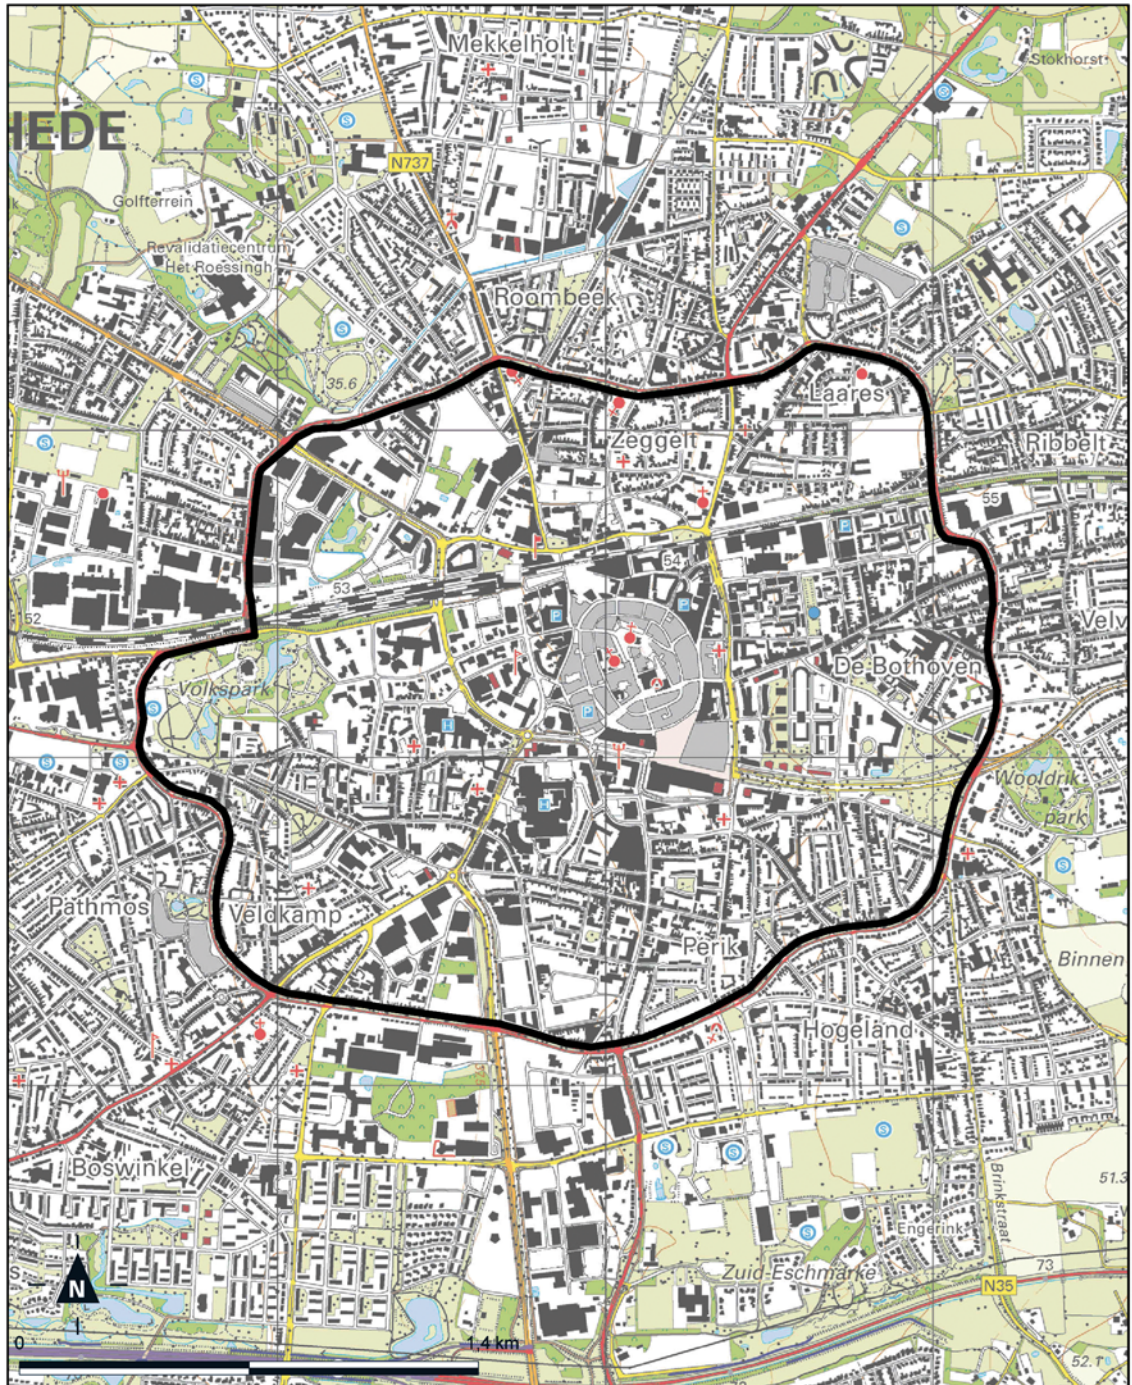 Mekkelholt
Stokhorst
HEDE
N737
Golfterrein
Revalidatiecentrum
Het Roessingh
Roombeek
35.6
Laares
Zeggelt
Ribbelt
55
P
54
53
52
P
P
Velve
De Bothoven
Volkspark
H
P
Wooldrik
park
H
Pathmos
Veldkamp
Perik
Binnen
Hogeland
Boswinkel
51.3
Brinkstraat
Engerink
1
Zuid-Eschmarke
73
N35
N
0
1,4 km
52.1